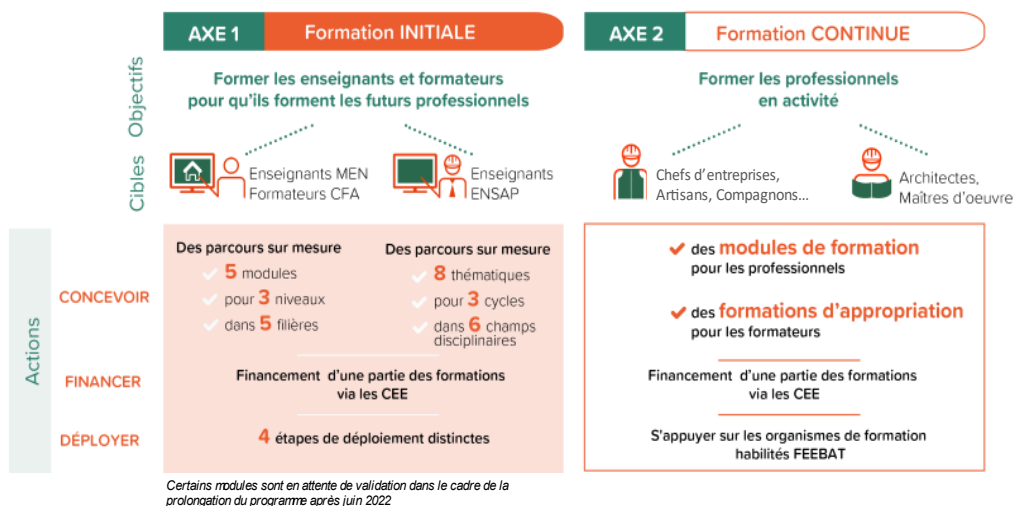 AXE 1 Formation INITIALE
AXE 2 Formation CONTINUE
Objectifs
Former les enseignants et formateurs
pour qu'ils forment les futurs professionnels
Former les professionnels
en activité
Cibles
Enseignants MEN
Formateurs CFA
Enseignants
ENSAP
Chefs d'entreprises,
Artisans, Compagnons...
Architectes,
Maîtres d'oeuvre
Actions
CONCEVOIR
Des parcours sur mesure
5 modules
pour 3 niveaux
dans 5 filières
Des parcours sur mesure
8 thématiques
pour 3 cycles
dans 6 champs
disciplinaires
des modules de formation
pour les professionnels
des formations d'appropriation
pour les formateurs
FINANCER
Financement d'une partie des formations
via les CEE
Financement d'une partie des formations
via les CEE
DÉPLOYER
4 étapes de déploiement distinctes
S'appuyer sur les organismes de formation
habilités FEEBAT
Certains modules sont en attente de validation dans le cadre de la
prolongation du programme après juin 2022